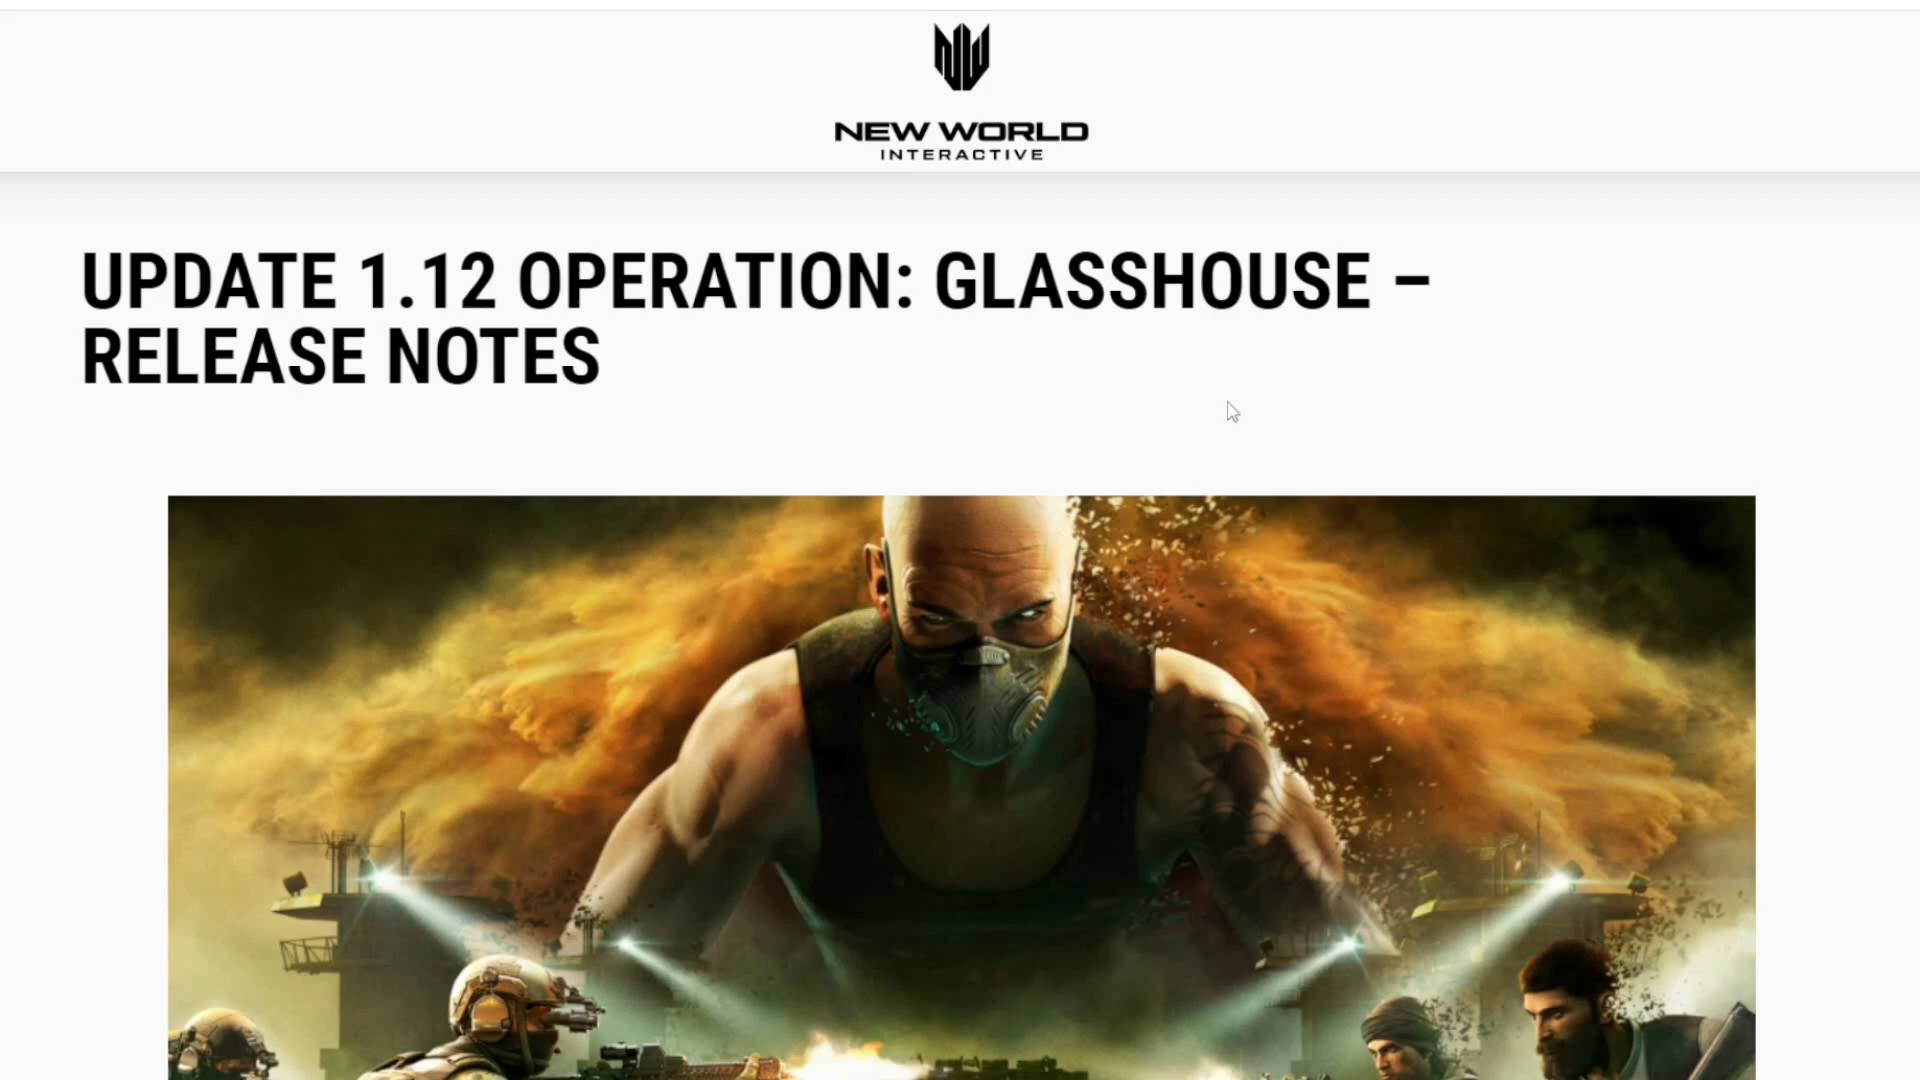 NEW WORLD
INTERACTIVE
UPDATE 1.12 OPERATION: GLASSHOUSE –
RELEASE NOTES